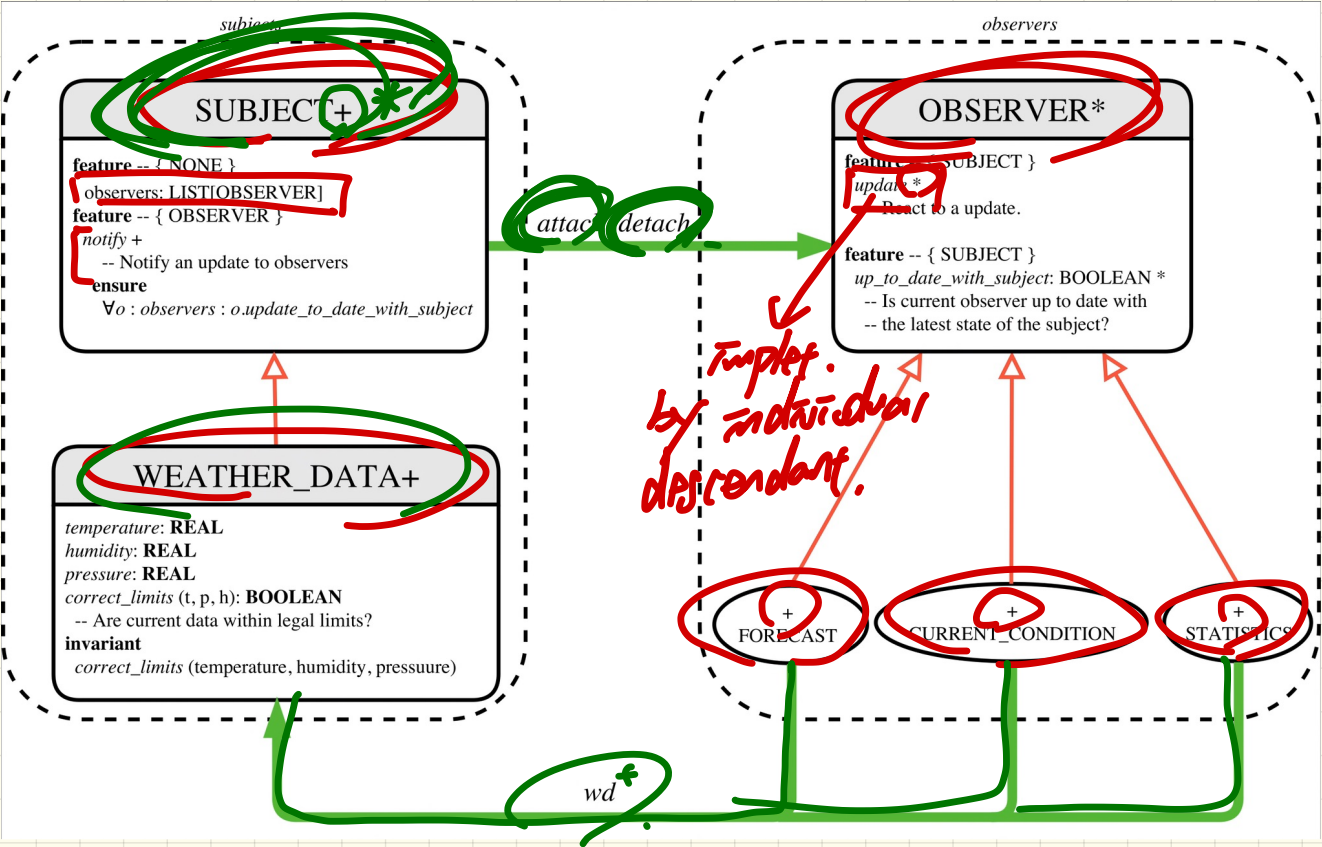 subjects
observers
SUBJECT+ *
feature -- { NONE }
observers: LIST[OBSERVER]
feature -- { OBSERVER }
notify +
-- Notify an update to observers
ensure
∀o : observers : o.update_to_date_with_subject
attach, detach
OBSERVER*
feature -- { SUBJECT }
update *
-- React to a update.
feature -- { SUBJECT }
up_to_date_with_subject: BOOLEAN *
-- Is current observer up to date with
-- the latest state of the subject?
by individual
descendant.
WEATHER_DATA+
temperature: REAL
humidity: REAL
pressure: REAL
correct_limits (t, p, h): BOOLEAN
-- Are current data within legal limits?
invariant
correct_limits (temperature, humidity, pressuure)
+
FORECAST
+
CURRENT_CONDITION
+
STATISTICS
wd +